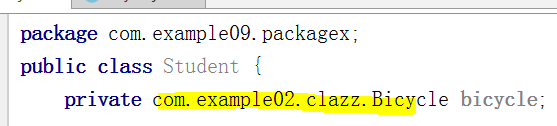 package com.example09.packagex;
public class Student {
private com.example02.clazz.Bicycle bicycle;